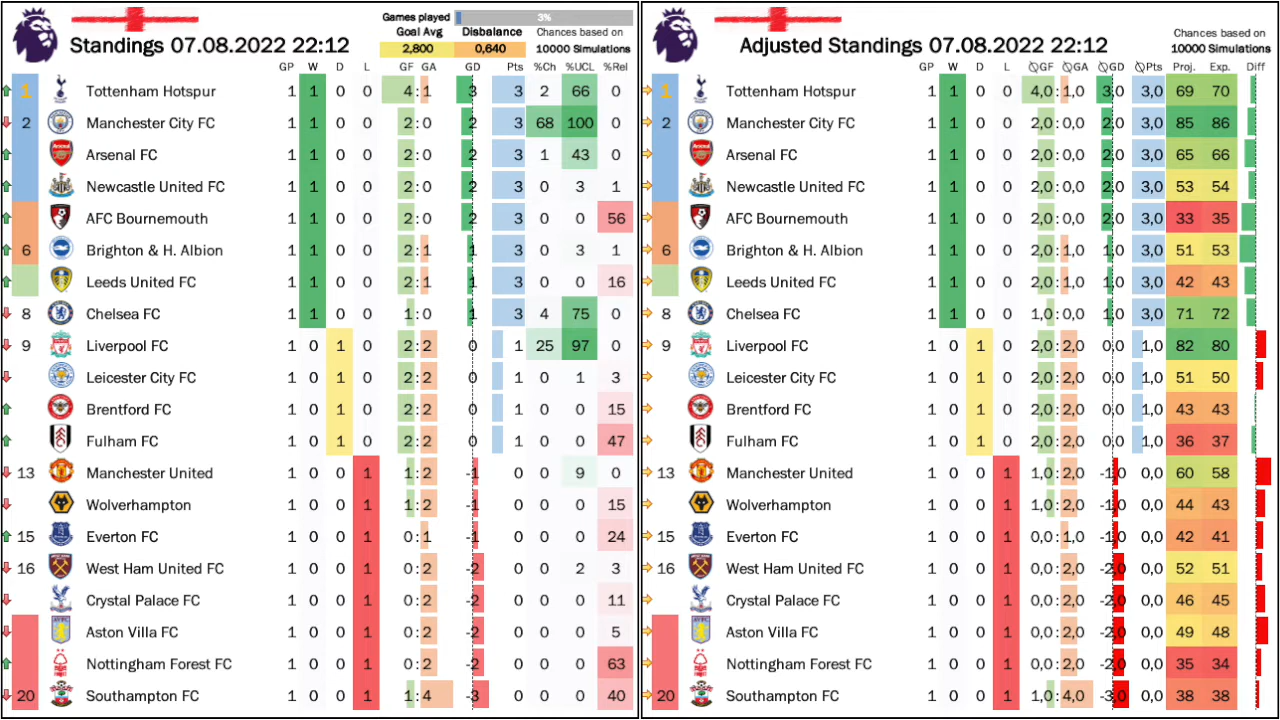 Games played 3%
Goal Avg Disbalance Chances based on
Standings 07.08.2022 22:12 2,800 0,640 10000 Simulations
GP W D L GF GA GD Pts %Ch %UCL %Rel
1 Tottenham Hotspur 1 1 0 0 4:1 3 3 2 66 0
2 Manchester City FC 1 1 0 0 2:0 2 3 68 100 0
Arsenal FC 1 1 0 0 2:0 2 3 1 43 0
Newcastle United FC 1 1 0 0 2:0 2 3 0 3 1
AFC Bournemouth 1 1 0 0 2:0 2 3 0 0 56
6 Brighton & H. Albion 1 1 0 0 2:1 1 3 0 3 1
Leeds United FC 1 1 0 0 2:1 1 3 0 0 16
8 Chelsea FC 1 1 0 0 1:0 1 3 4 75 0
9 Liverpool FC 1 0 1 0 2:2 0 1 25 97 0
Leicester City FC 1 0 1 0 2:2 0 1 0 1 3
Brentford FC 1 0 1 0 2:2 0 1 0 0 15
Fulham FC 1 0 1 0 2:2 0 1 0 0 47
13 Manchester United 1 0 0 1 1:2 -1 0 0 9 0
Wolverhampton 1 0 0 1 1:2 -1 0 0 0 15
15 Everton FC 1 0 0 1 0:1 -1 0 0 0 24
16 West Ham United FC 1 0 0 1 0:2 -2 0 0 2 3
Crystal Palace FC 1 0 0 1 0:2 -2 0 0 0 11
Aston Villa FC 1 0 0 1 0:2 -2 0 0 0 5
Nottingham Forest FC 1 0 0 1 0:2 -2 0 0 0 63
20 Southampton FC 1 0 0 1 1:4 -3 0 0 0 40
Chances based on
Adjusted Standings 07.08.2022 22:12 10000 Simulations
GP W D L ∅GF ∅GA ∅GD ∅Pts Proj. Exp. Diff
1 Tottenham Hotspur 1 1 0 0 4,0:1,0 3,0 3,0 69 70
2 Manchester City FC 1 1 0 0 2,0:0,0 2,0 3,0 85 86
Arsenal FC 1 1 0 0 2,0:0,0 2,0 3,0 65 66
Newcastle United FC 1 1 0 0 2,0:0,0 2,0 3,0 53 54
AFC Bournemouth 1 1 0 0 2,0:0,0 2,0 3,0 33 35
6 Brighton & H. Albion 1 1 0 0 2,0:1,0 1,0 3,0 51 53
Leeds United FC 1 1 0 0 2,0:1,0 1,0 3,0 42 43
8 Chelsea FC 1 1 0 0 1,0:0,0 1,0 3,0 71 72
9 Liverpool FC 1 0 1 0 2,0:2,0 0,0 1,0 82 80
Leicester City FC 1 0 1 0 2,0:2,0 0,0 1,0 51 50
Brentford FC 1 0 1 0 2,0:2,0 0,0 1,0 43 43
Fulham FC 1 0 1 0 2,0:2,0 0,0 1,0 36 37
13 Manchester United 1 0 0 1 1,0:2,0 -1,0 0,0 60 58
Wolverhampton 1 0 0 1 1,0:2,0 -1,0 0,0 44 43
15 Everton FC 1 0 0 1 0,0:1,0 -1,0 0,0 42 41
16 West Ham United FC 1 0 0 1 0,0:2,0 -2,0 0,0 52 51
Crystal Palace FC 1 0 0 1 0,0:2,0 -2,0 0,0 46 45
Aston Villa FC 1 0 0 1 0,0:2,0 -2,0 0,0 49 48
Nottingham Forest FC 1 0 0 1 0,0:2,0 -2,0 0,0 35 34
20 Southampton FC 1 0 0 1 1,0:4,0 -3,0 0,0 38 38